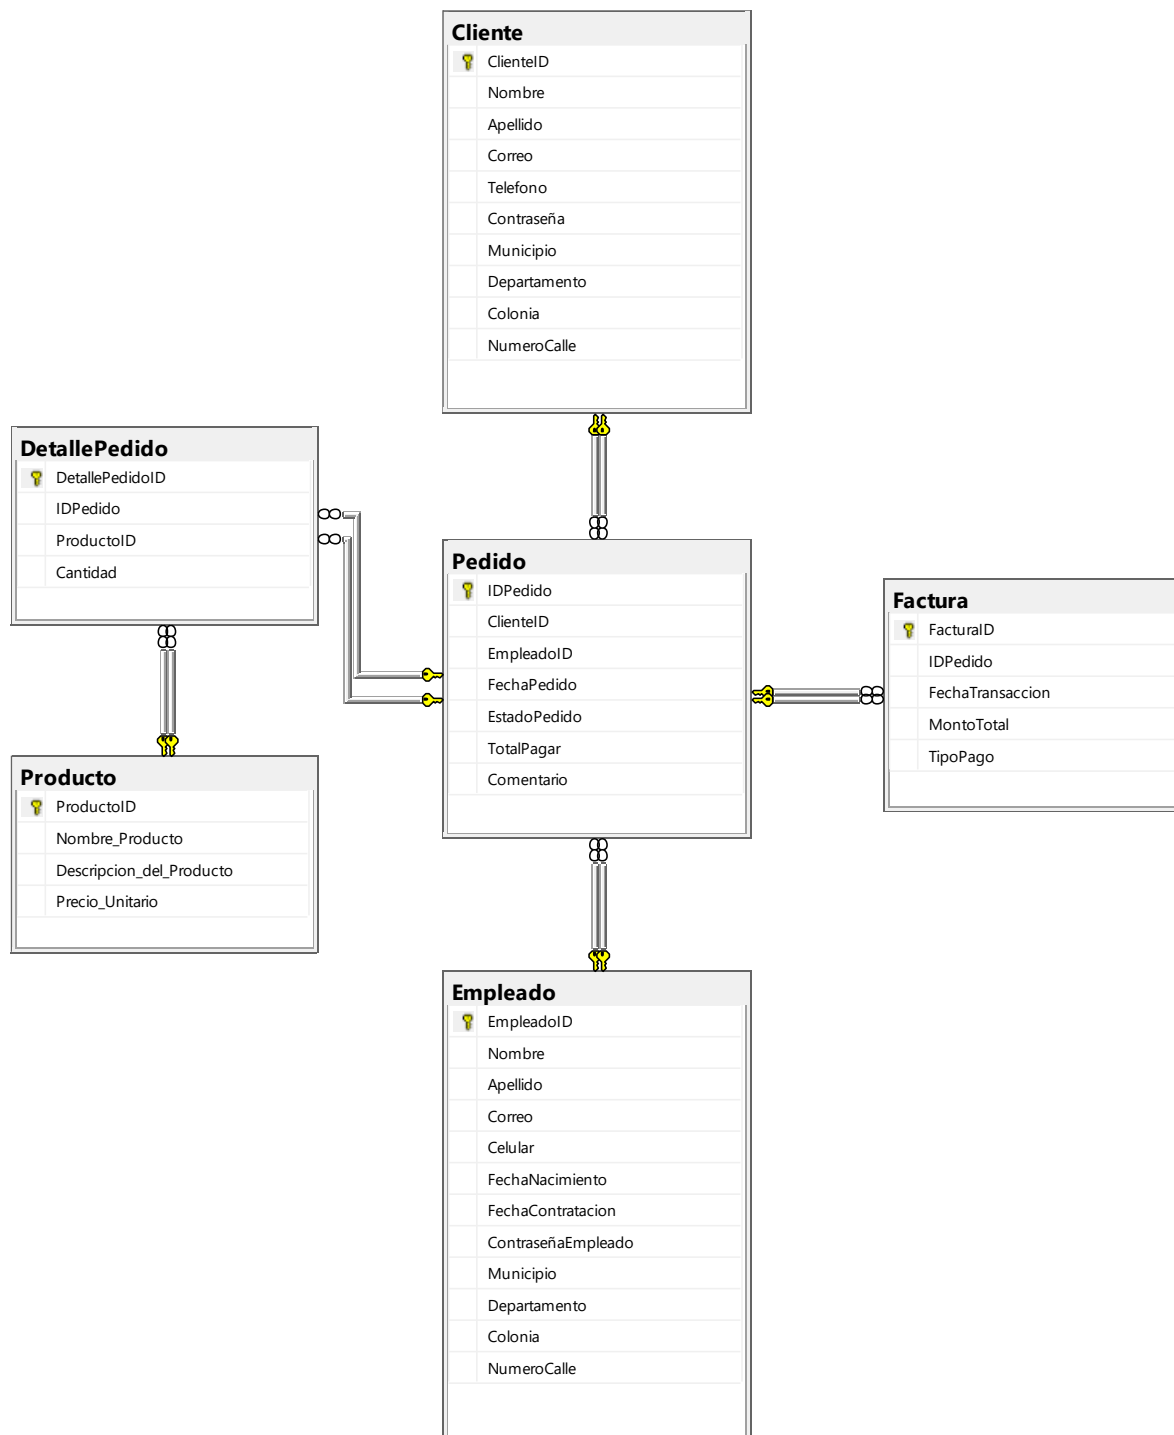 Cliente
ClienteID
Nombre
Apellido
Correo
Telefono
Contraseña
Municipio
Departamento
Colonia
NumeroCalle
DetallePedido
DetallePedidoID
IDPedido
ProductoID
Cantidad
Pedido
IDPedido
ClienteID
EmpleadoID
FechaPedido
EstadoPedido
TotalPagar
Comentario
Factura
FacturaID
IDPedido
FechaTransaccion
MontoTotal
TipoPago
Producto
ProductoID
Nombre_Producto
Descripcion_del_Producto
Precio_Unitario
Empleado
EmpleadoID
Nombre
Apellido
Correo
Celular
FechaNacimiento
FechaContratacion
ContraseñaEmpleado
Municipio
Departamento
Colonia
NumeroCalle